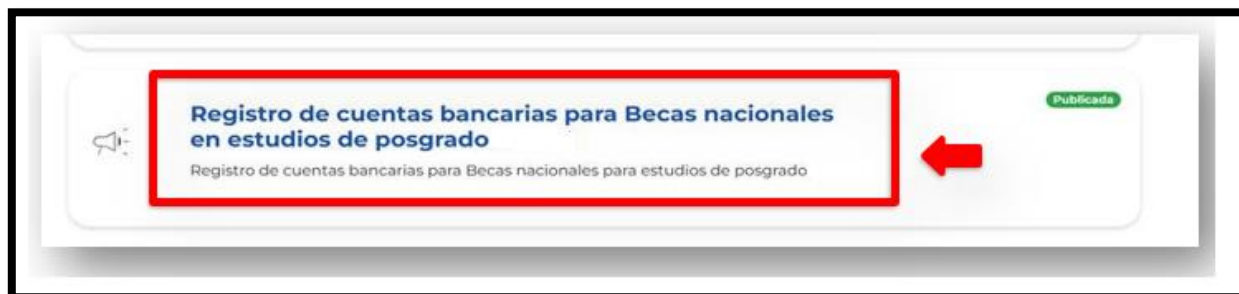 Registro de cuentas bancarias para Becas nacionales
en estudios de posgrado
Publicada
Registro de cuentas bancarias para Becas nacionales para estudios de posgrado